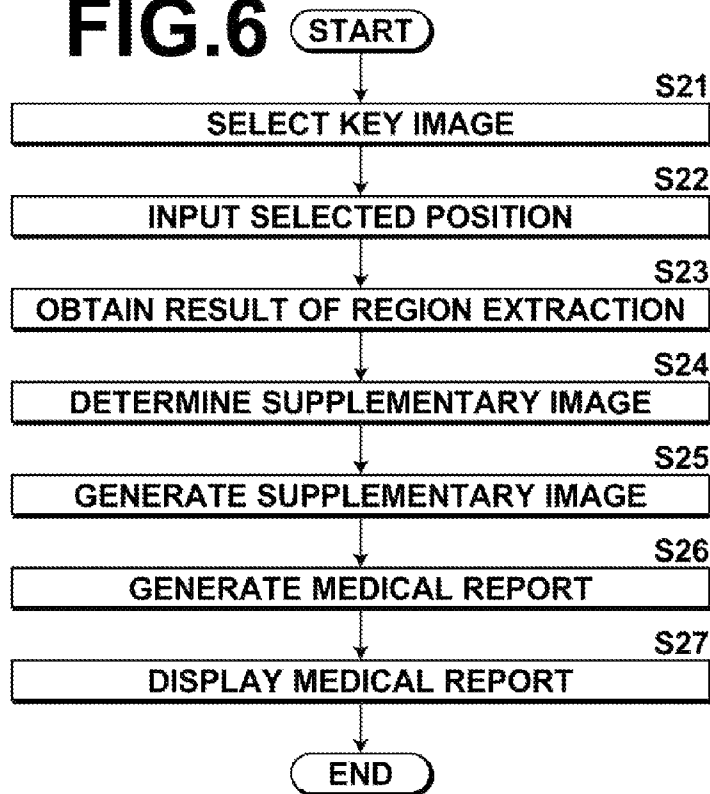 FIG.6
START
S21
SELECT KEY IMAGE
S22
INPUT SELECTED POSITION
S23
OBTAIN RESULT OF REGION EXTRACTION
S24
DETERMINE SUPPLEMENTARY IMAGE
S25
GENERATE SUPPLEMENTARY IMAGE
S26
GENERATE MEDICAL REPORT
S27
DISPLAY MEDICAL REPORT
END